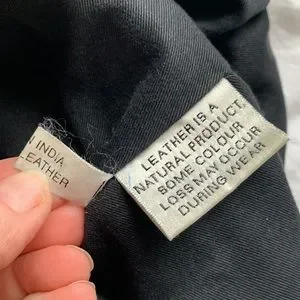 INDIA
LEATHER
LEATHER IS A
NATURAL PRODUCT,
SOME COLOUR
LOSS MAY OCCUR
DURING WEAR